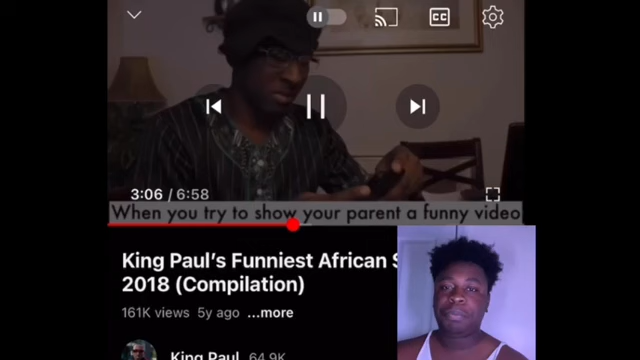 CC
3:06 / 6:58
When you try to show your parent a funny video
King Paul's Funniest African S
2018 (Compilation)
161K views 5y ago ...more
King Paul 64.9K